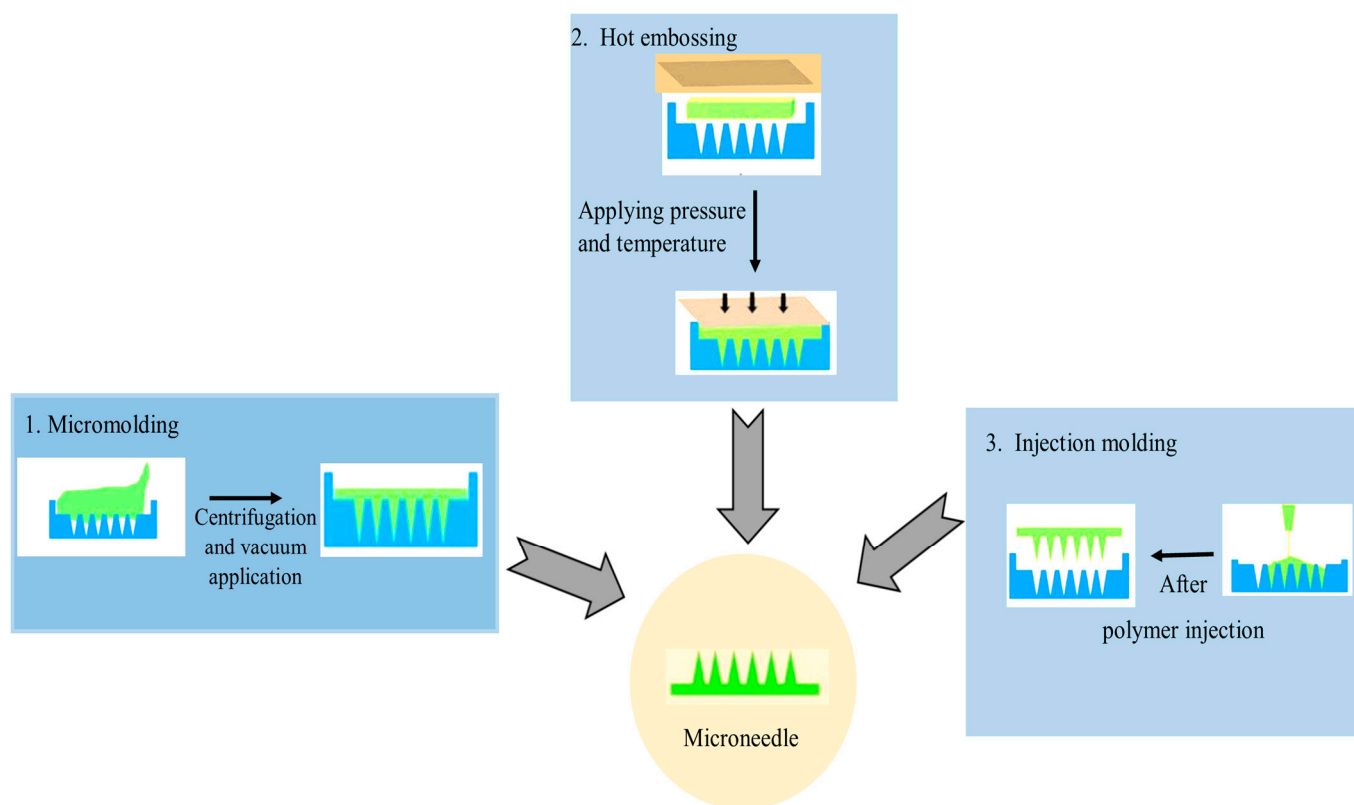 1. Micromolding
Centrifugation
and vacuum
application
2. Hot embossing
Applying pressure
and temperature
3. Injection molding
After
polymer injection
Microneedle